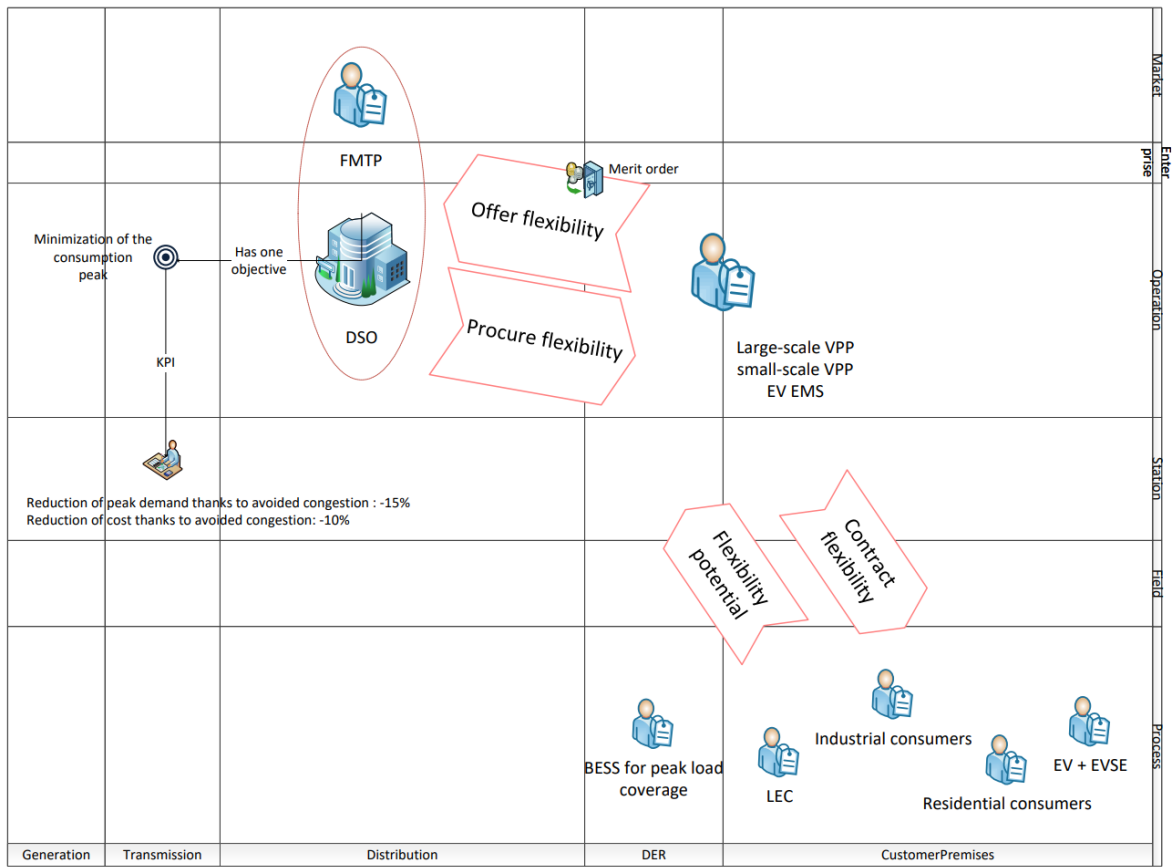 Market
FMTP
Enter
prise
Merit order
Offer flexibility
Minimization of the
consumption
peak
Has one
objective
DSO
Procure flexibility
Operation
Large-scale VPP
small-scale VPP
EV EMS
KPI
Station
Reduction of peak demand thanks to avoided congestion : -15%
Reduction of cost thanks to avoided congestion: -10%
Flexibility
potential
Contract
flexibility
Field
Process
BESS for peak load
coverage
LEC
Industrial consumers
Residential consumers
EV + EVSE
Generation
Transmission
Distribution
DER
CustomerPremises